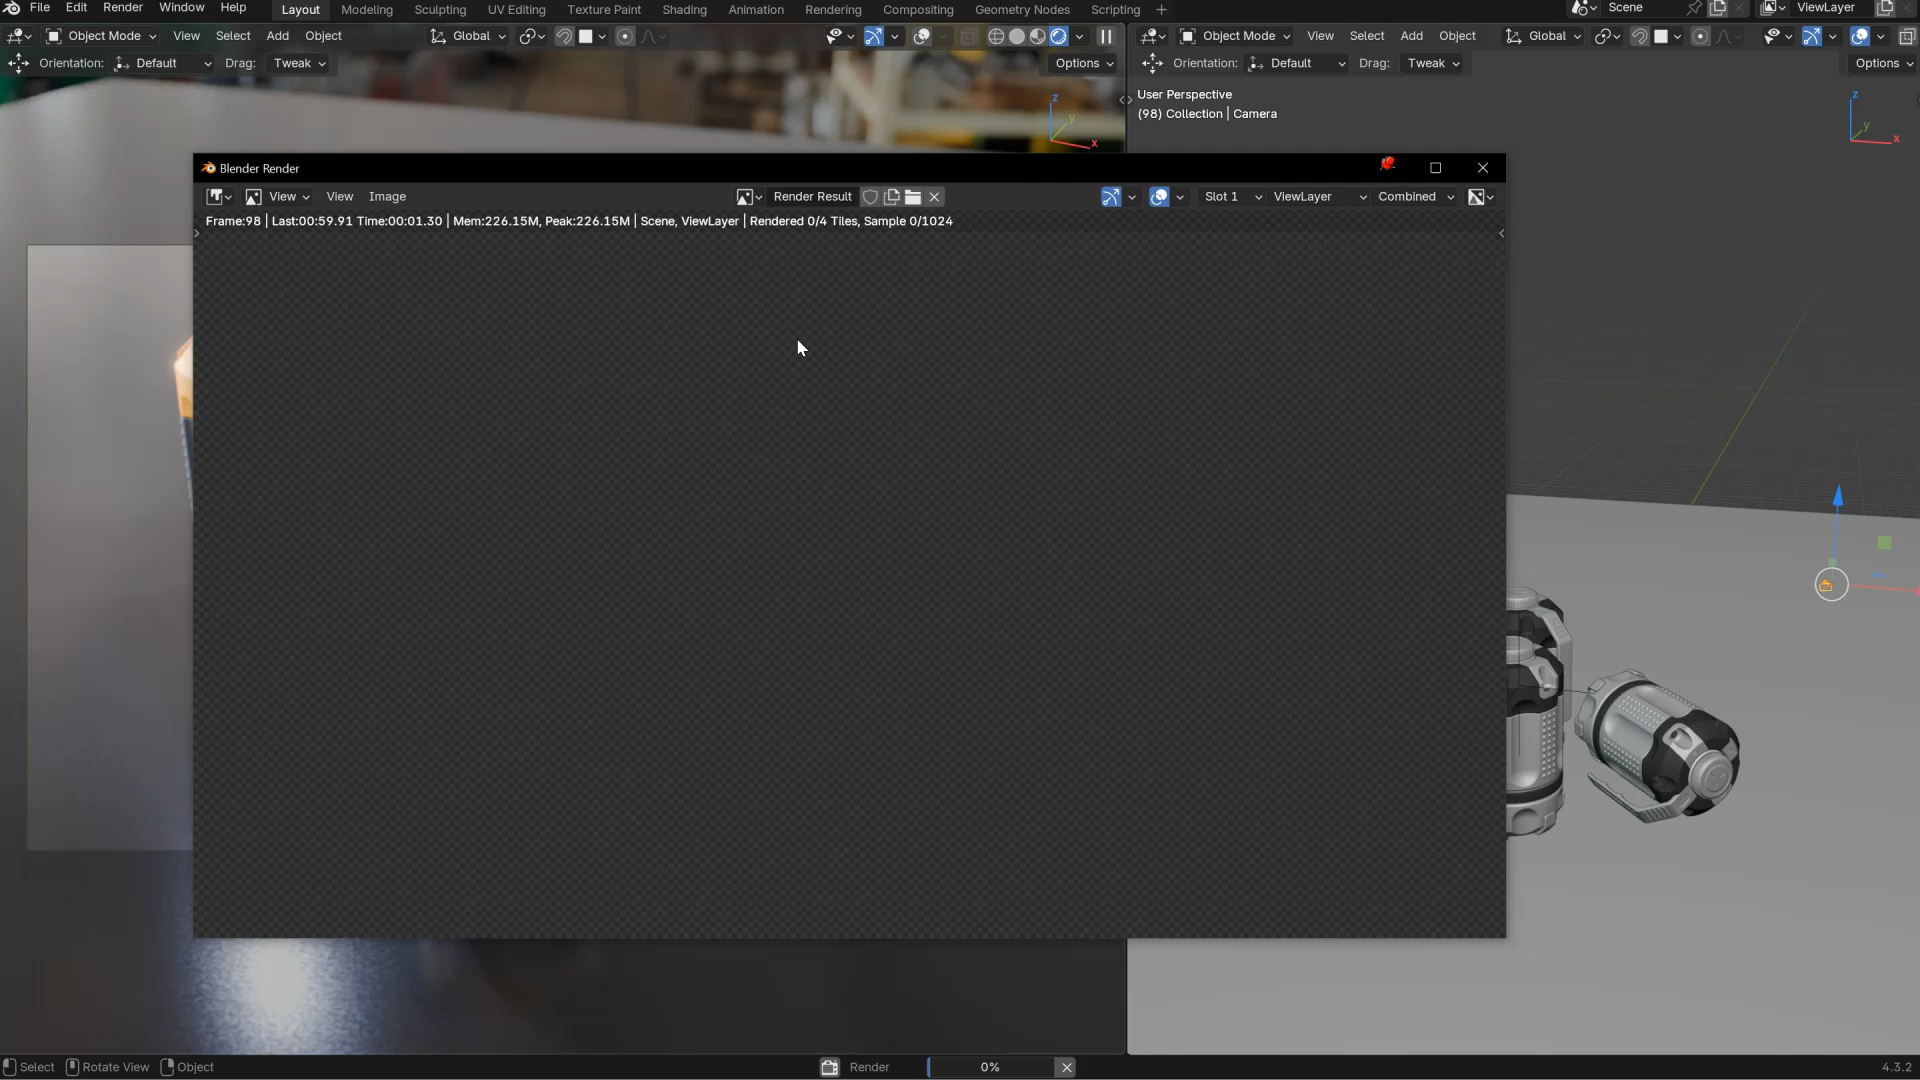 File Edit Render Window Help Layout Modeling Sculpting UV Editing Texture Paint Shading Animation Rendering Compositing Geometry Nodes Scripting + Scene ViewLayer
Object Mode View Select Add Object Global Object Mode View Select Add Object Global
Orientation: Default Drag: Tweak Options Orientation: Default Drag: Tweak Options
User Perspective
(98) Collection | Camera
z
y
x
z
y
x
Blender Render
View View Image Render Result Slot 1 ViewLayer Combined
Frame:98 | Last:00:59.91 Time:00:01.30 | Mem:226.15M, Peak:226.15M | Scene, ViewLayer | Rendered 0/4 Tiles, Sample 0/1024
Select Rotate View Object Render 0% 4.3.2